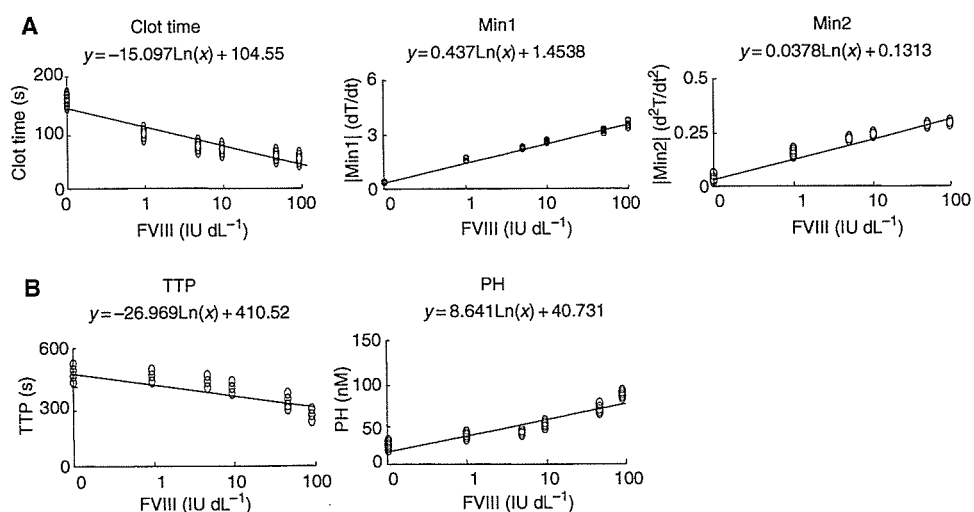 A
Clot time
y=−15.097Ln(x)+104.55
Clot time (s)
200
100
0
0 1 10 100
FVIII (IU dL⁻¹)
Min1
y=0.437Ln(x)+1.4538
|Min1| (dT/dt)
6
3
0
0 1 10 100
FVIII (IU dL⁻¹)
Min2
y=0.0378Ln(x)+0.1313
|Min2| (d²T/dt²)
0.5
0.25
0
0 1 10 100
FVIII (IU dL⁻¹)
B
TTP
y=−26.969Ln(x)+410.52
TTP (s)
600
300
0
0 1 10 100
FVIII (IU dL⁻¹)
PH
y=8.641Ln(x)+40.731
PH (nM)
150
100
50
0
0 1 10 100
FVIII (IU dL⁻¹)